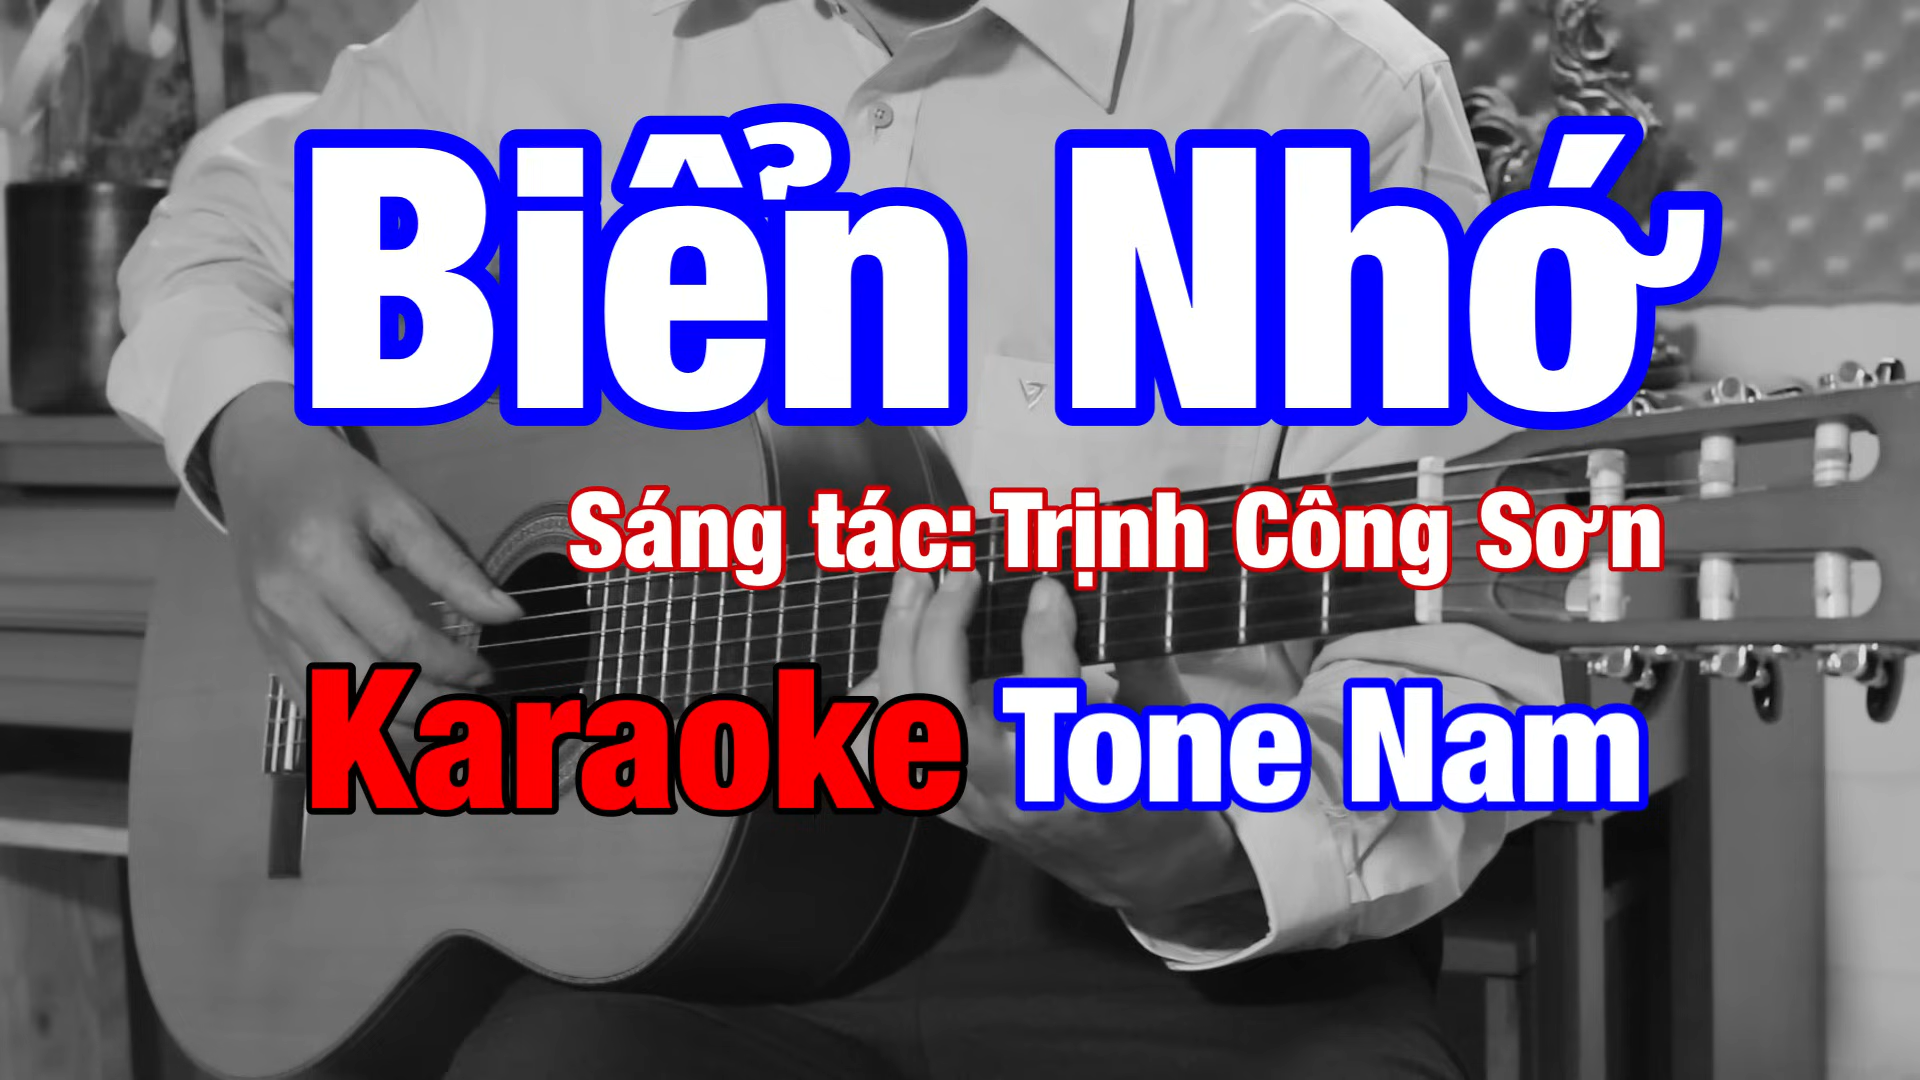 Biển Nhớ
Sáng tác: Trịnh Công Sơn
Karaoke Tone Nam